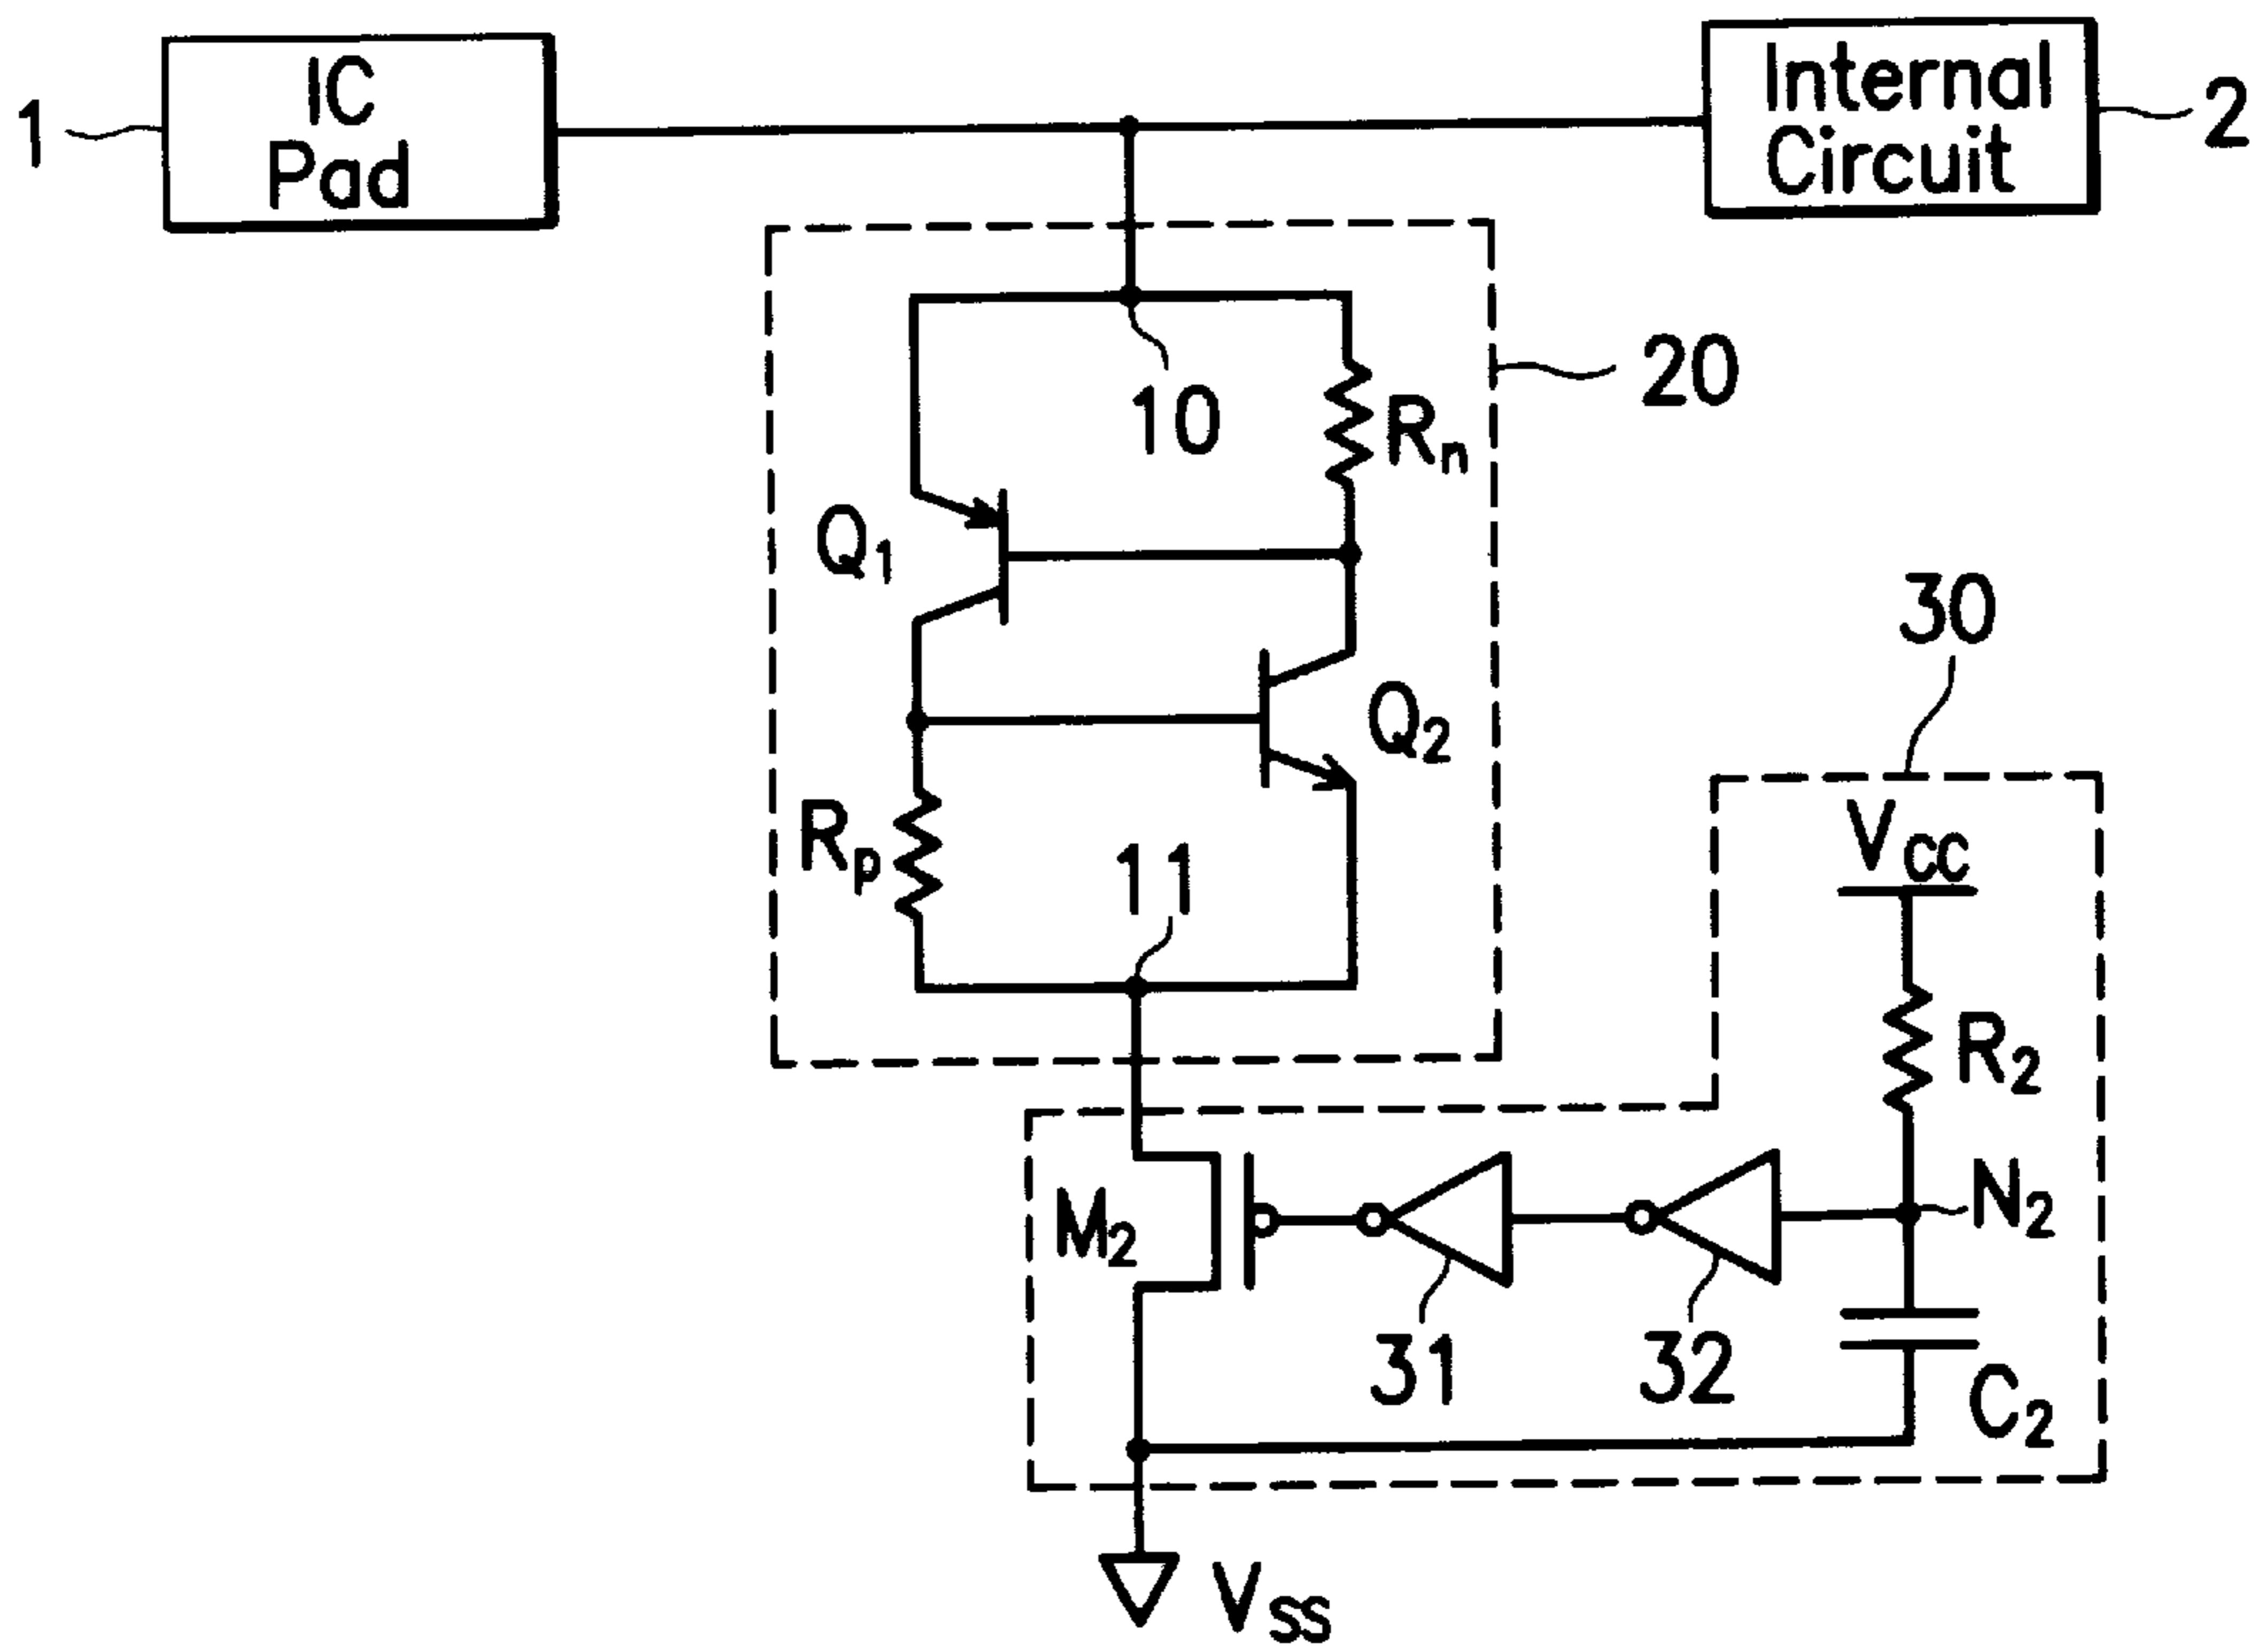 1
IC
Pad
Internal
Circuit
2
20
10
Rn
Q1
30
Q2
Rp
11
VCC
R2
M2
N2
31
32
C2
VSS